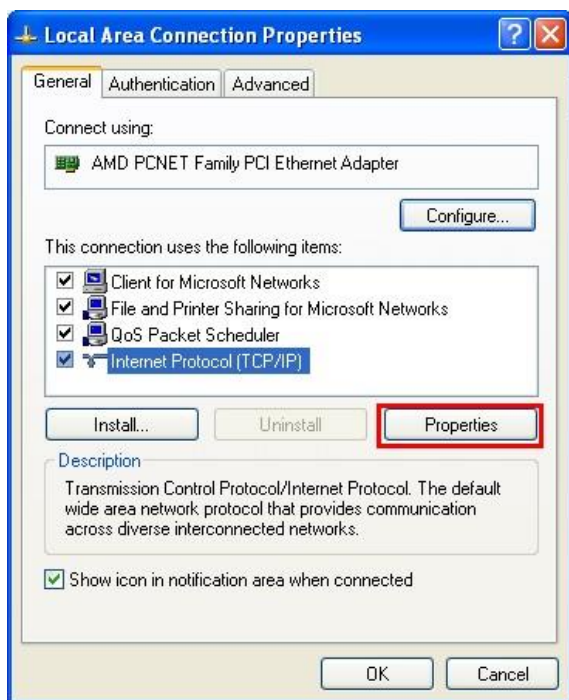 Local Area Connection Properties
General Authentication Advanced
Connect using:
AMD PCNET Family PCI Ethernet Adapter
Configure...
This connection uses the following items:
Client for Microsoft Networks
File and Printer Sharing for Microsoft Networks
QoS Packet Scheduler
Internet Protocol (TCP/IP)
Install... Uninstall Properties
Description
Transmission Control Protocol/Internet Protocol. The default
wide area network protocol that provides communication
across diverse interconnected networks.
Show icon in notification area when connected
OK Cancel